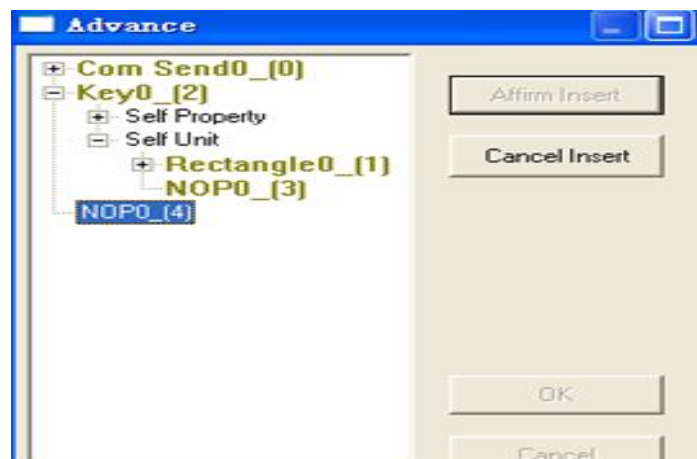 Advance
Com Send0_(0)
Key0_(2)
Self Property
Self Unit
Rectangle0_(1)
NOP0_(3)
NOP0_(4)
Affirm Insert
Cancel Insert
OK
Cancel